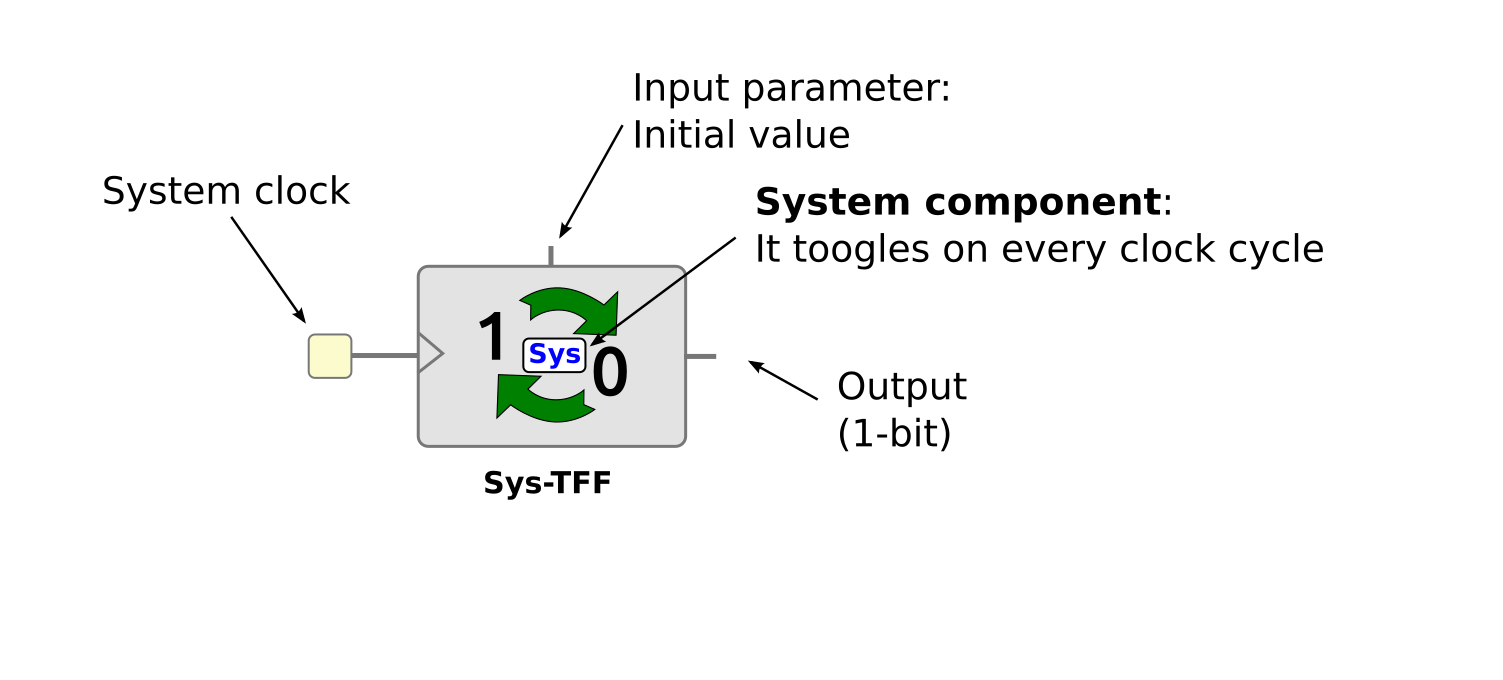 Input parameter:
Initial value
System clock
System component:
It toogles on every clock cycle
1
Sys
0
Output
(1-bit)
Sys-TFF